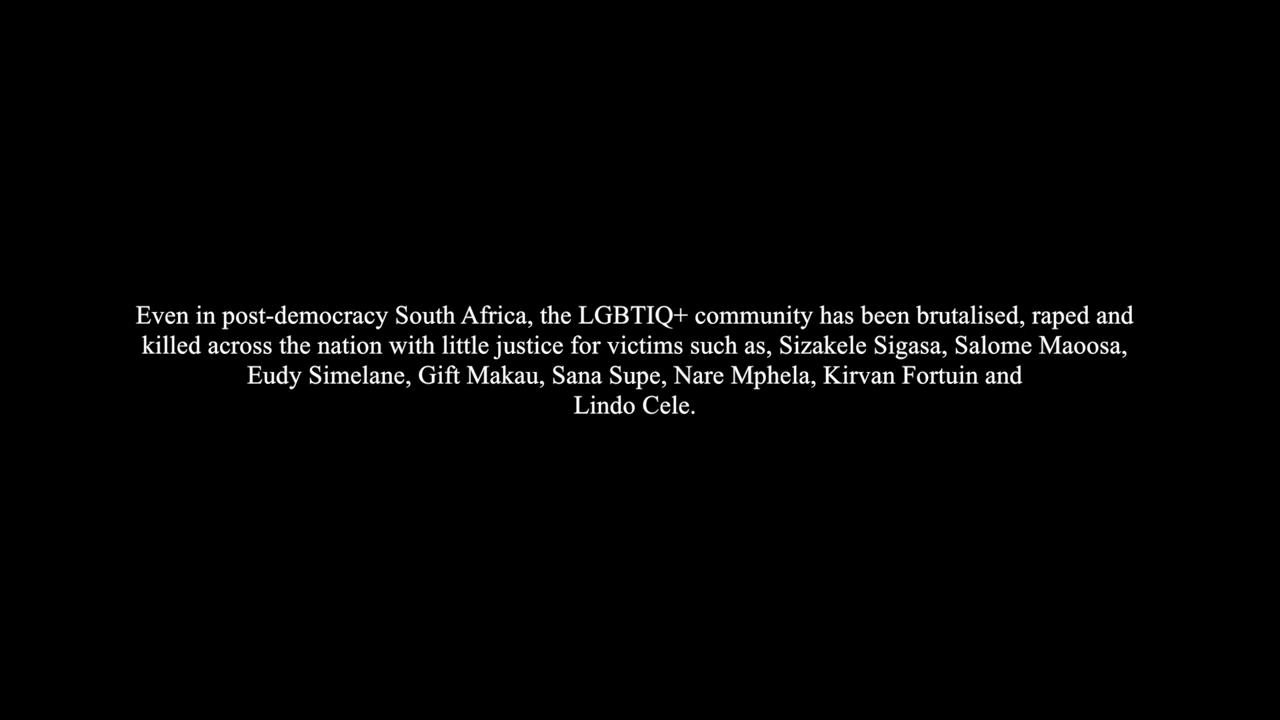 Even in post-democracy South Africa, the LGBTIQ+ community has been brutalised, raped and
killed across the nation with little justice for victims such as, Sizakele Sigasa, Salome Maoosa,
Eudy Simelane, Gift Makau, Sana Supe, Nare Mphela, Kirvan Fortuin and
Lindo Cele.